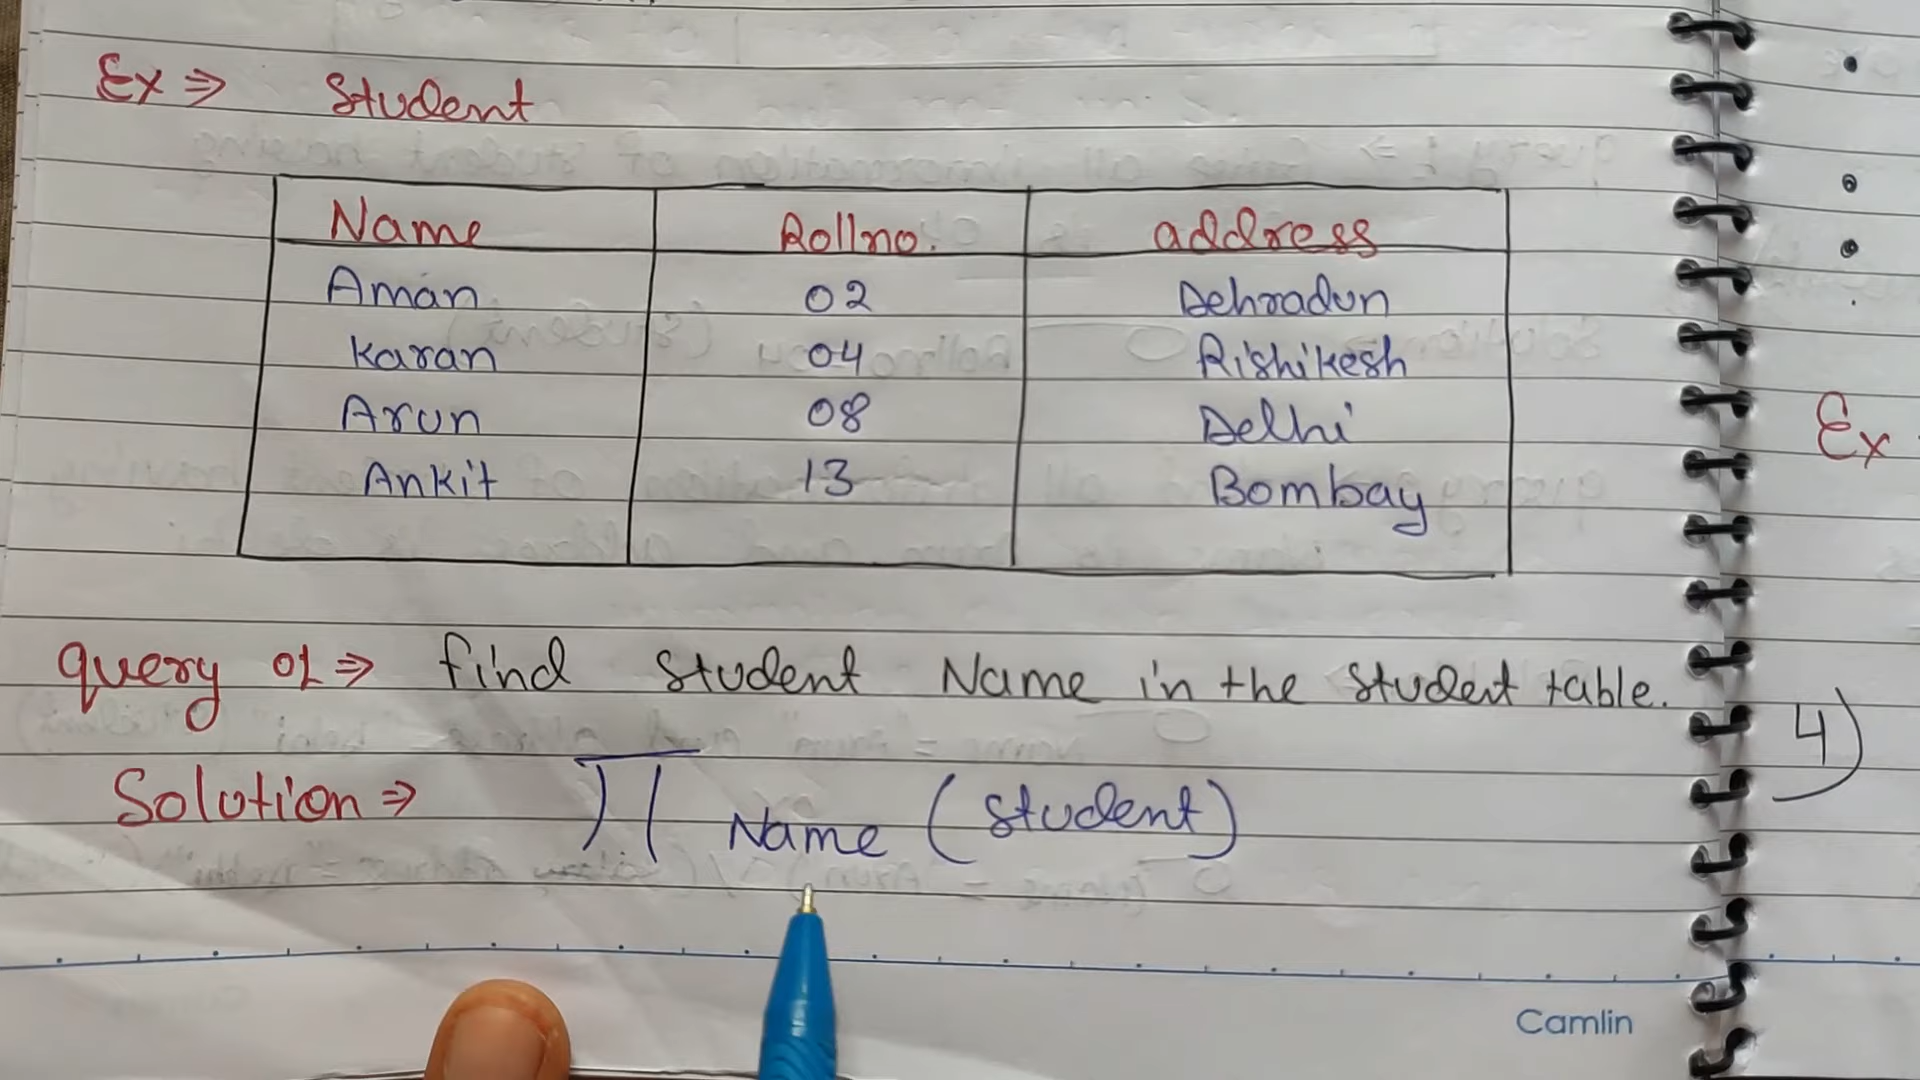 Ex ⇒ Student
Name Rollno. address
Aman 02 Dehradun
Karan 04 Rishikesh
Arun 08 Delhi
Ankit 13 Bombay
query 01 ⇒ find Student Name in the Student table.
Solution ⇒ Π Name (Student)
Camlin
Ex
4)